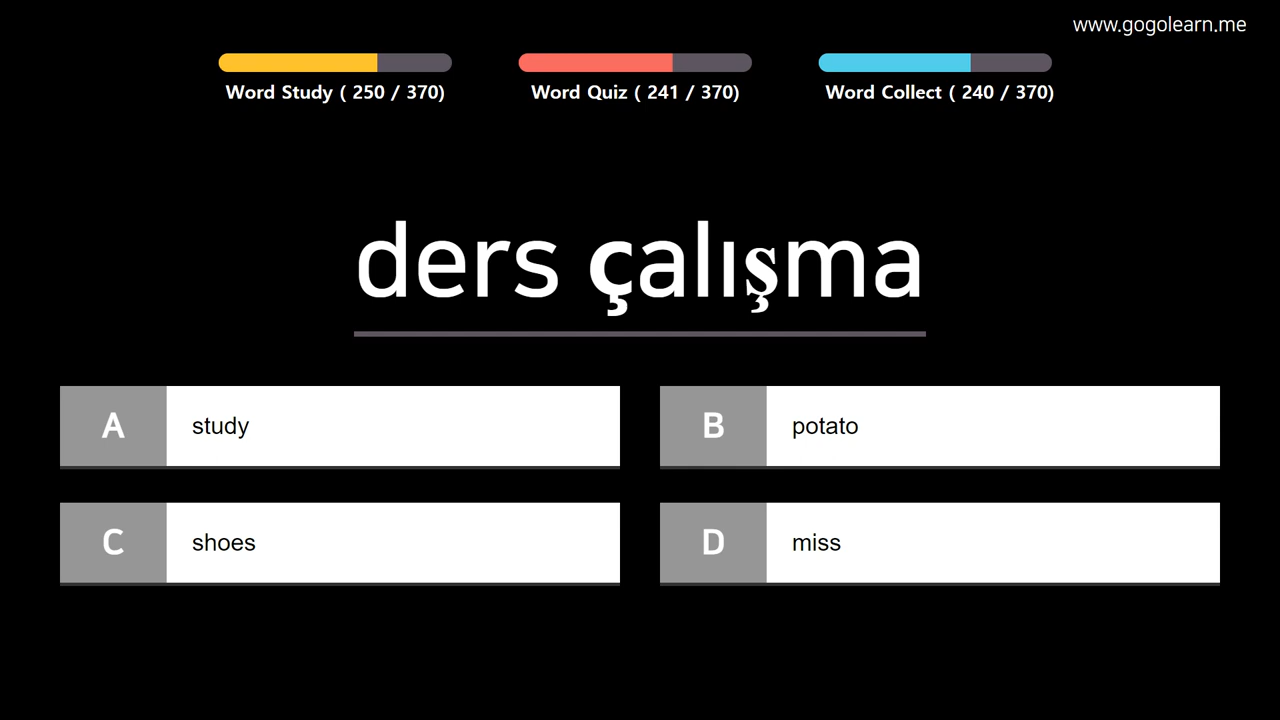 www.gogolearn.me
Word Study ( 250 / 370)
Word Quiz ( 241 / 370)
Word Collect ( 240 / 370)
ders çalışma
A study
B potato
C shoes
D miss